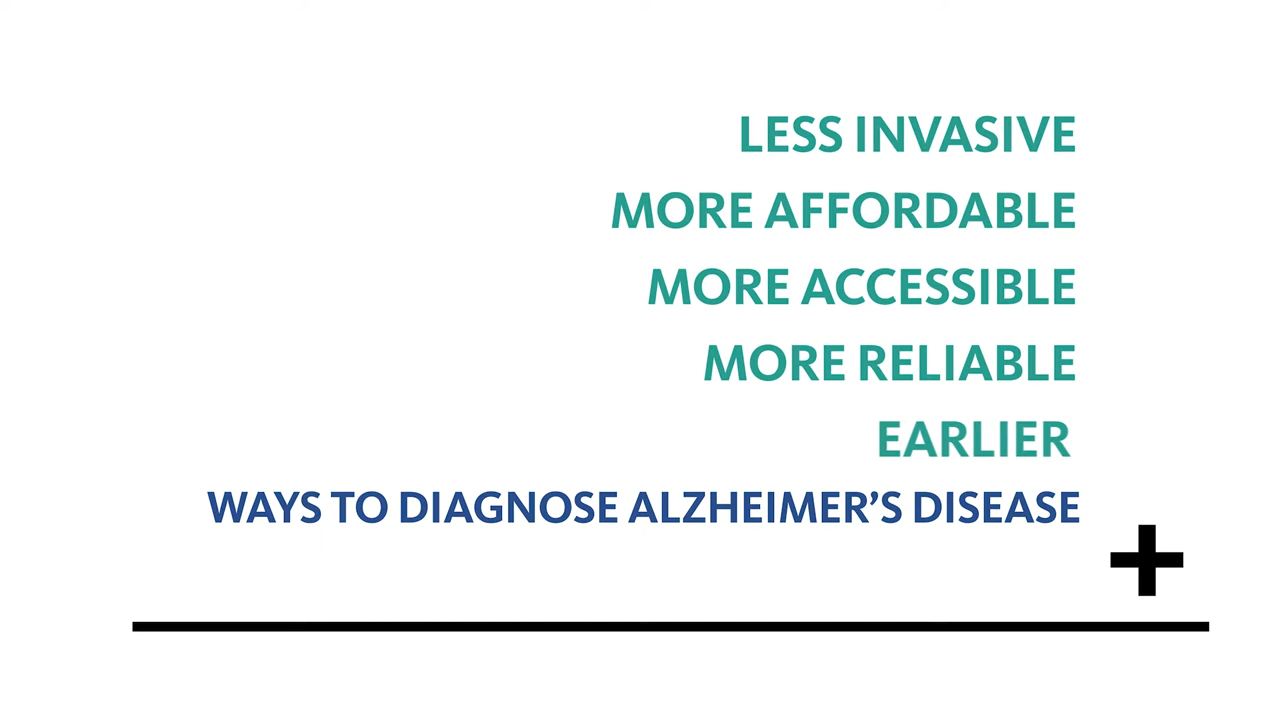 LESS INVASIVE
MORE AFFORDABLE
MORE ACCESSIBLE
MORE RELIABLE
EARLIER
WAYS TO DIAGNOSE ALZHEIMER’S DISEASE
+